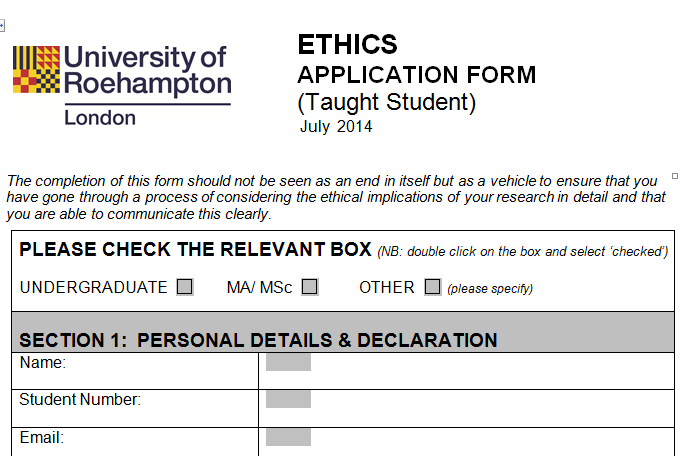 University of
Roehampton
London
ETHICS
APPLICATION FORM
(Taught Student)
July 2014
The completion of this form should not be seen as an end in itself but as a vehicle to ensure that you
have gone through a process of considering the ethical implications of your research in detail and that
you are able to communicate this clearly.
PLEASE CHECK THE RELEVANT BOX (NB: double click on the box and select ‘checked’)
UNDERGRADUATE MA/ MSc OTHER (please specify)
SECTION 1: PERSONAL DETAILS & DECLARATION
Name:
Student Number:
Email: